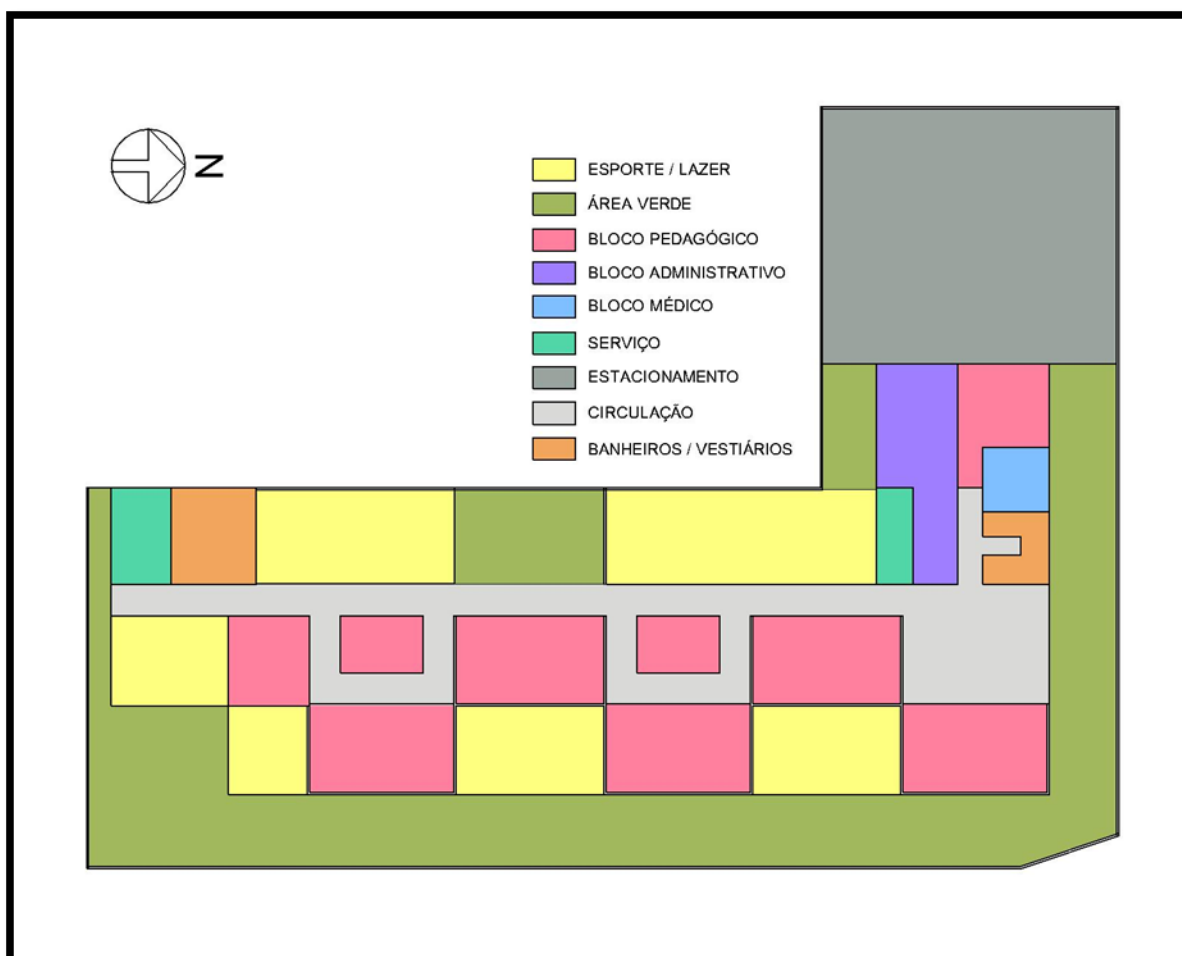 N
ESPORTE / LAZER
ÁREA VERDE
BLOCO PEDAGÓGICO
BLOCO ADMINISTRATIVO
BLOCO MÉDICO
SERVIÇO
ESTACIONAMENTO
CIRCULAÇÃO
BANHEIROS / VESTIÁRIOS